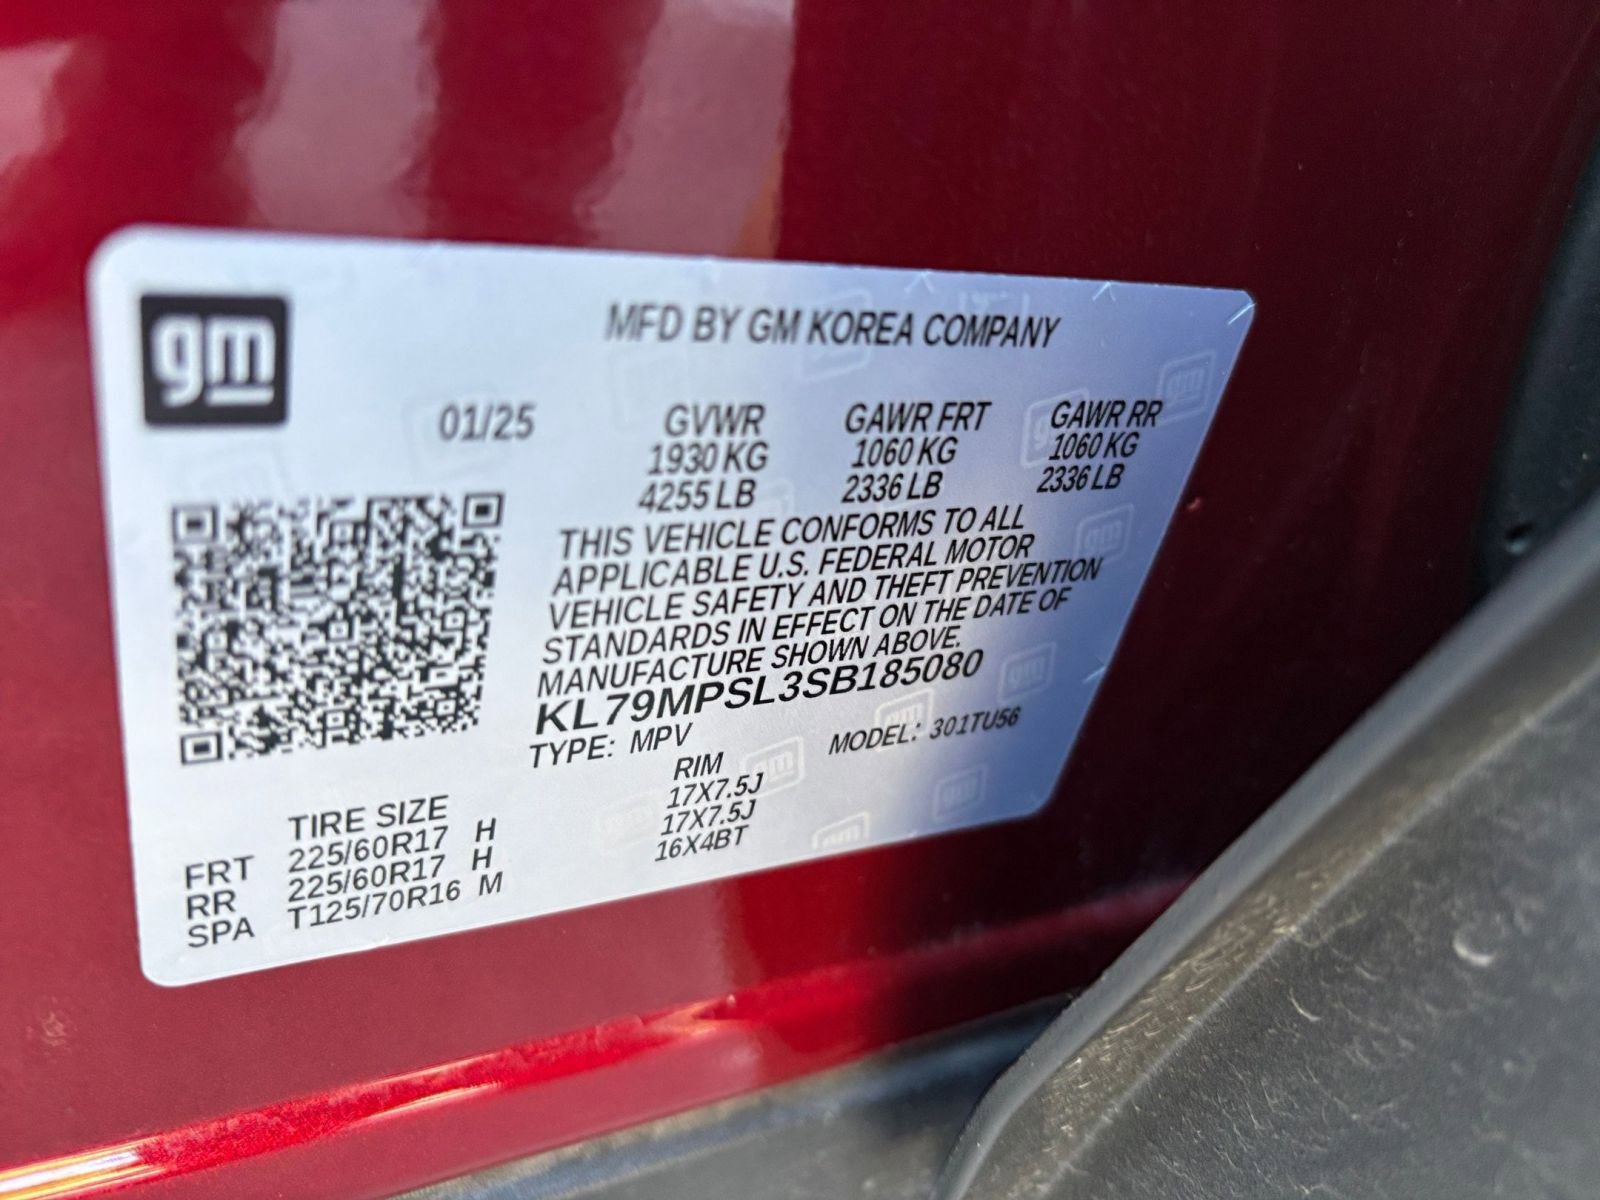 gm
MFD BY GM KOREA COMPANY
01/25 GVWR GAWR FRT GAWR RR
1930 KG 1060 KG 1060 KG
4255 LB 2336 LB 2336 LB
THIS VEHICLE CONFORMS TO ALL
APPLICABLE U.S. FEDERAL MOTOR
VEHICLE SAFETY AND THEFT PREVENTION
STANDARDS IN EFFECT ON THE DATE OF
MANUFACTURE SHOWN ABOVE.
KL79MPSL3SB185080
TYPE: MPV MODEL: 301TU56
TIRE SIZE RIM
FRT 225/60R17 H 17X7.5J
RR 225/60R17 H 17X7.5J
SPA T125/70R16 M 16X4BT